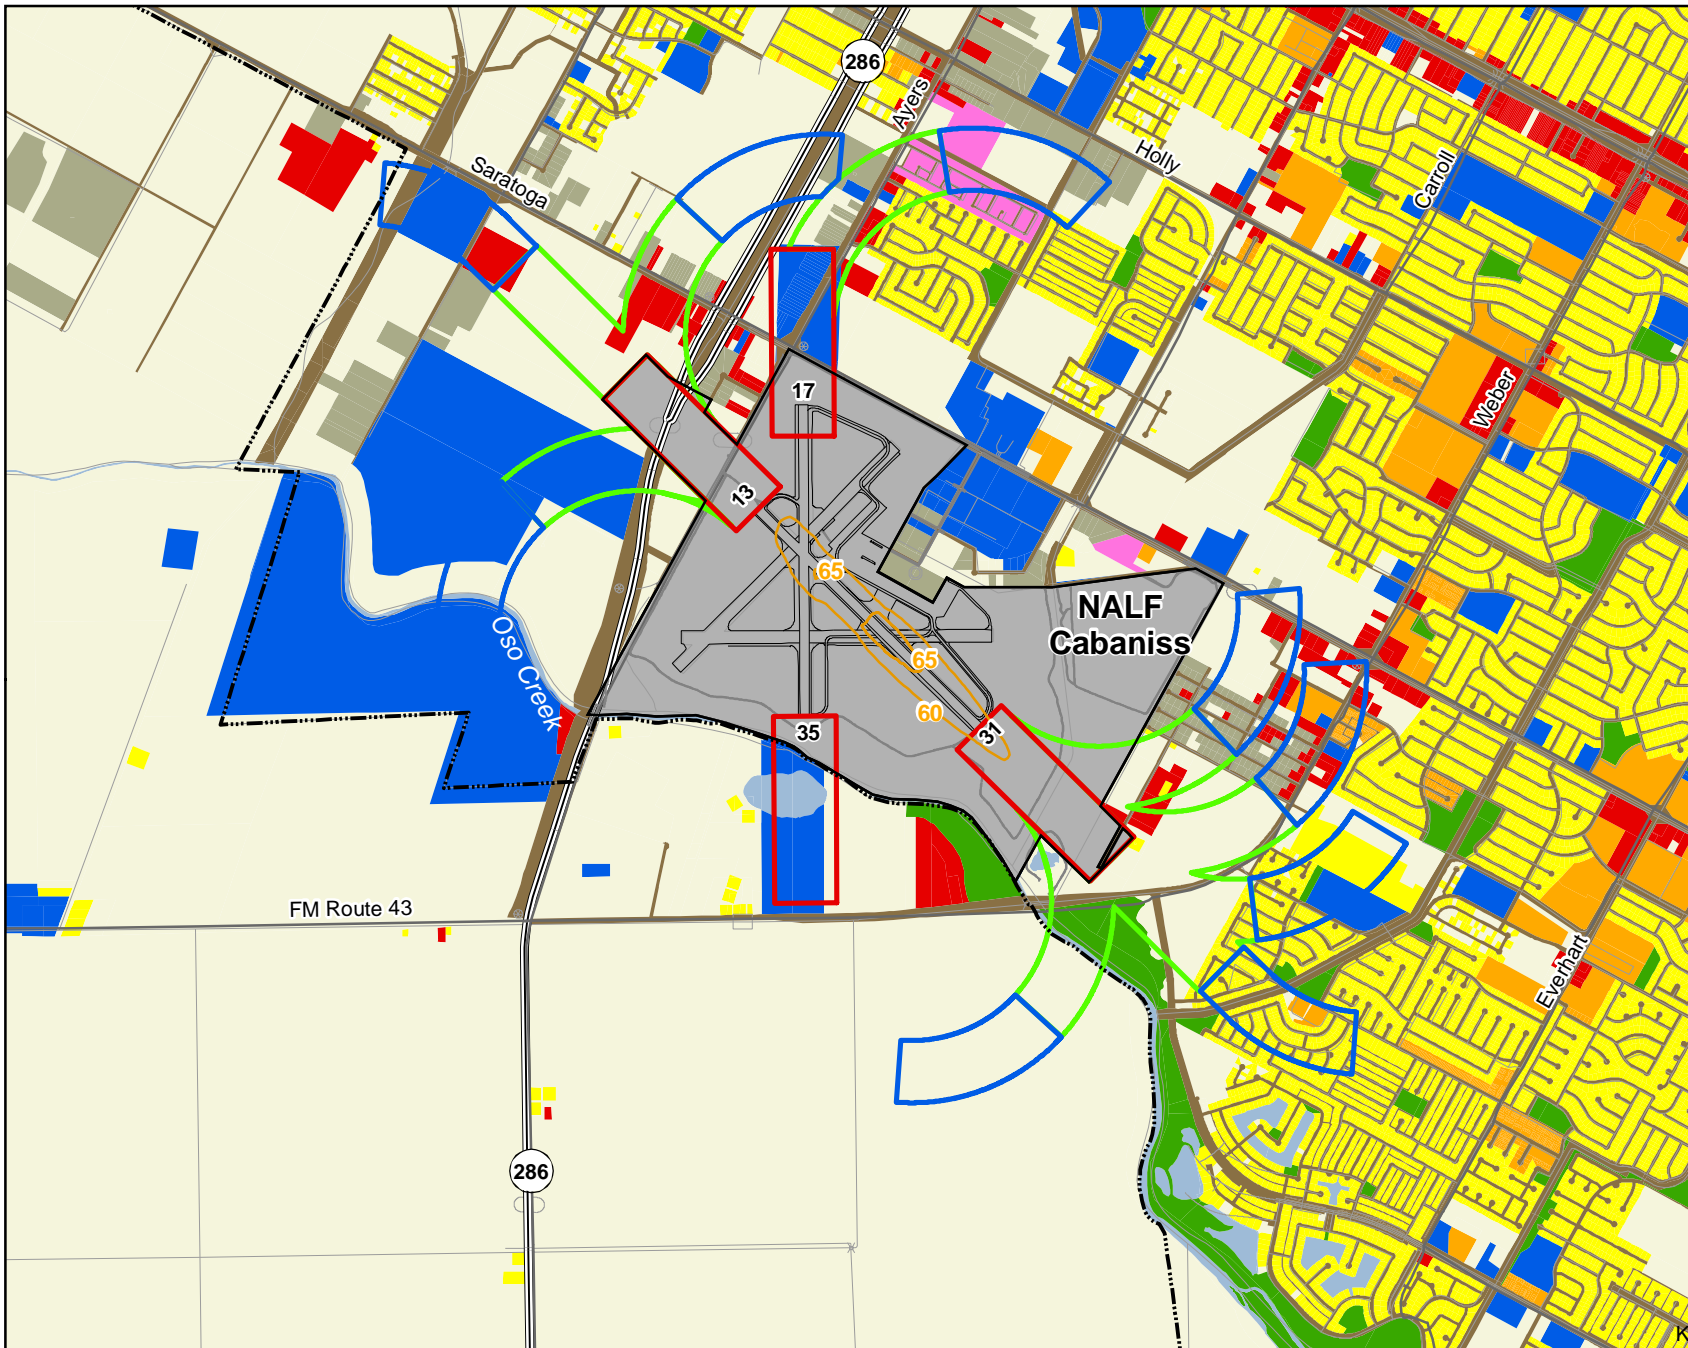 286
Ayers
Holly
Saratoga
Carroll
17
Weber
13
65
NALF
Cabaniss
Oso Creek
65
60
31
35
FM Route 43
Everhart
286
K